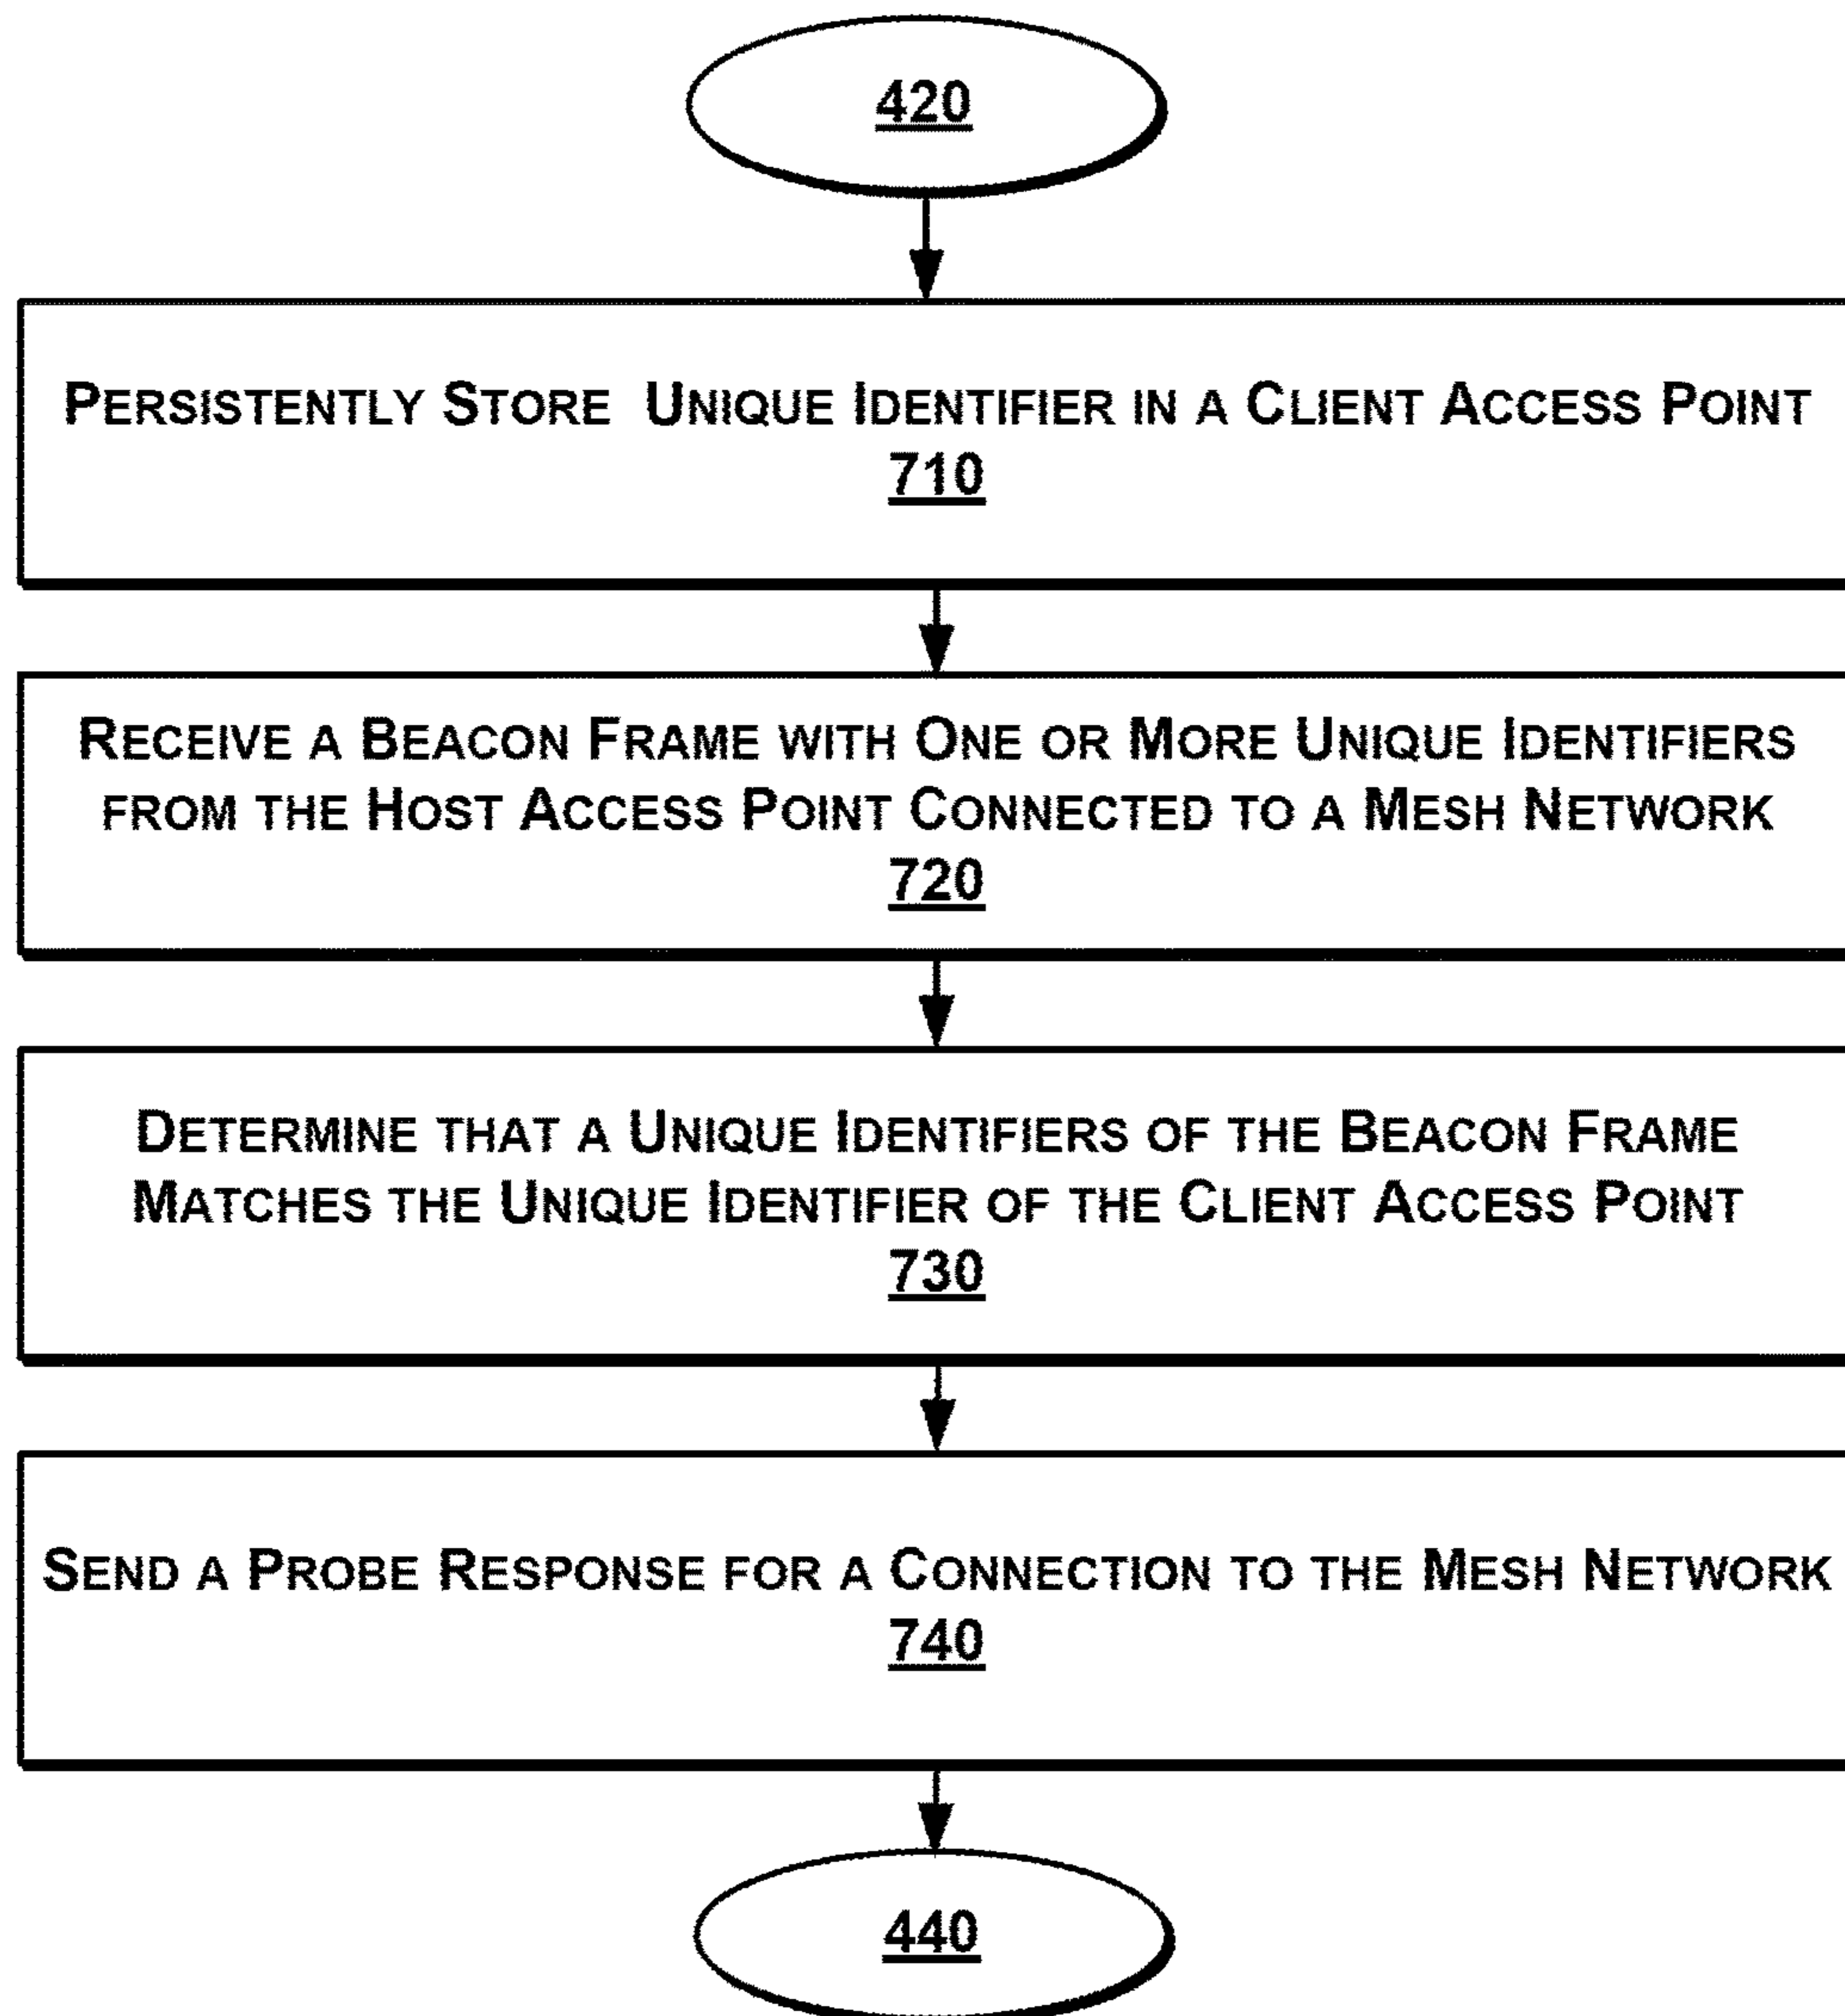 420
PERSISTENTLY STORE UNIQUE IDENTIFIER IN A CLIENT ACCESS POINT
710
RECEIVE A BEACON FRAME WITH ONE OR MORE UNIQUE IDENTIFIERS
FROM THE HOST ACCESS POINT CONNECTED TO A MESH NETWORK
720
DETERMINE THAT A UNIQUE IDENTIFIERS OF THE BEACON FRAME
MATCHES THE UNIQUE IDENTIFIER OF THE CLIENT ACCESS POINT
730
SEND A PROBE RESPONSE FOR A CONNECTION TO THE MESH NETWORK
740
440